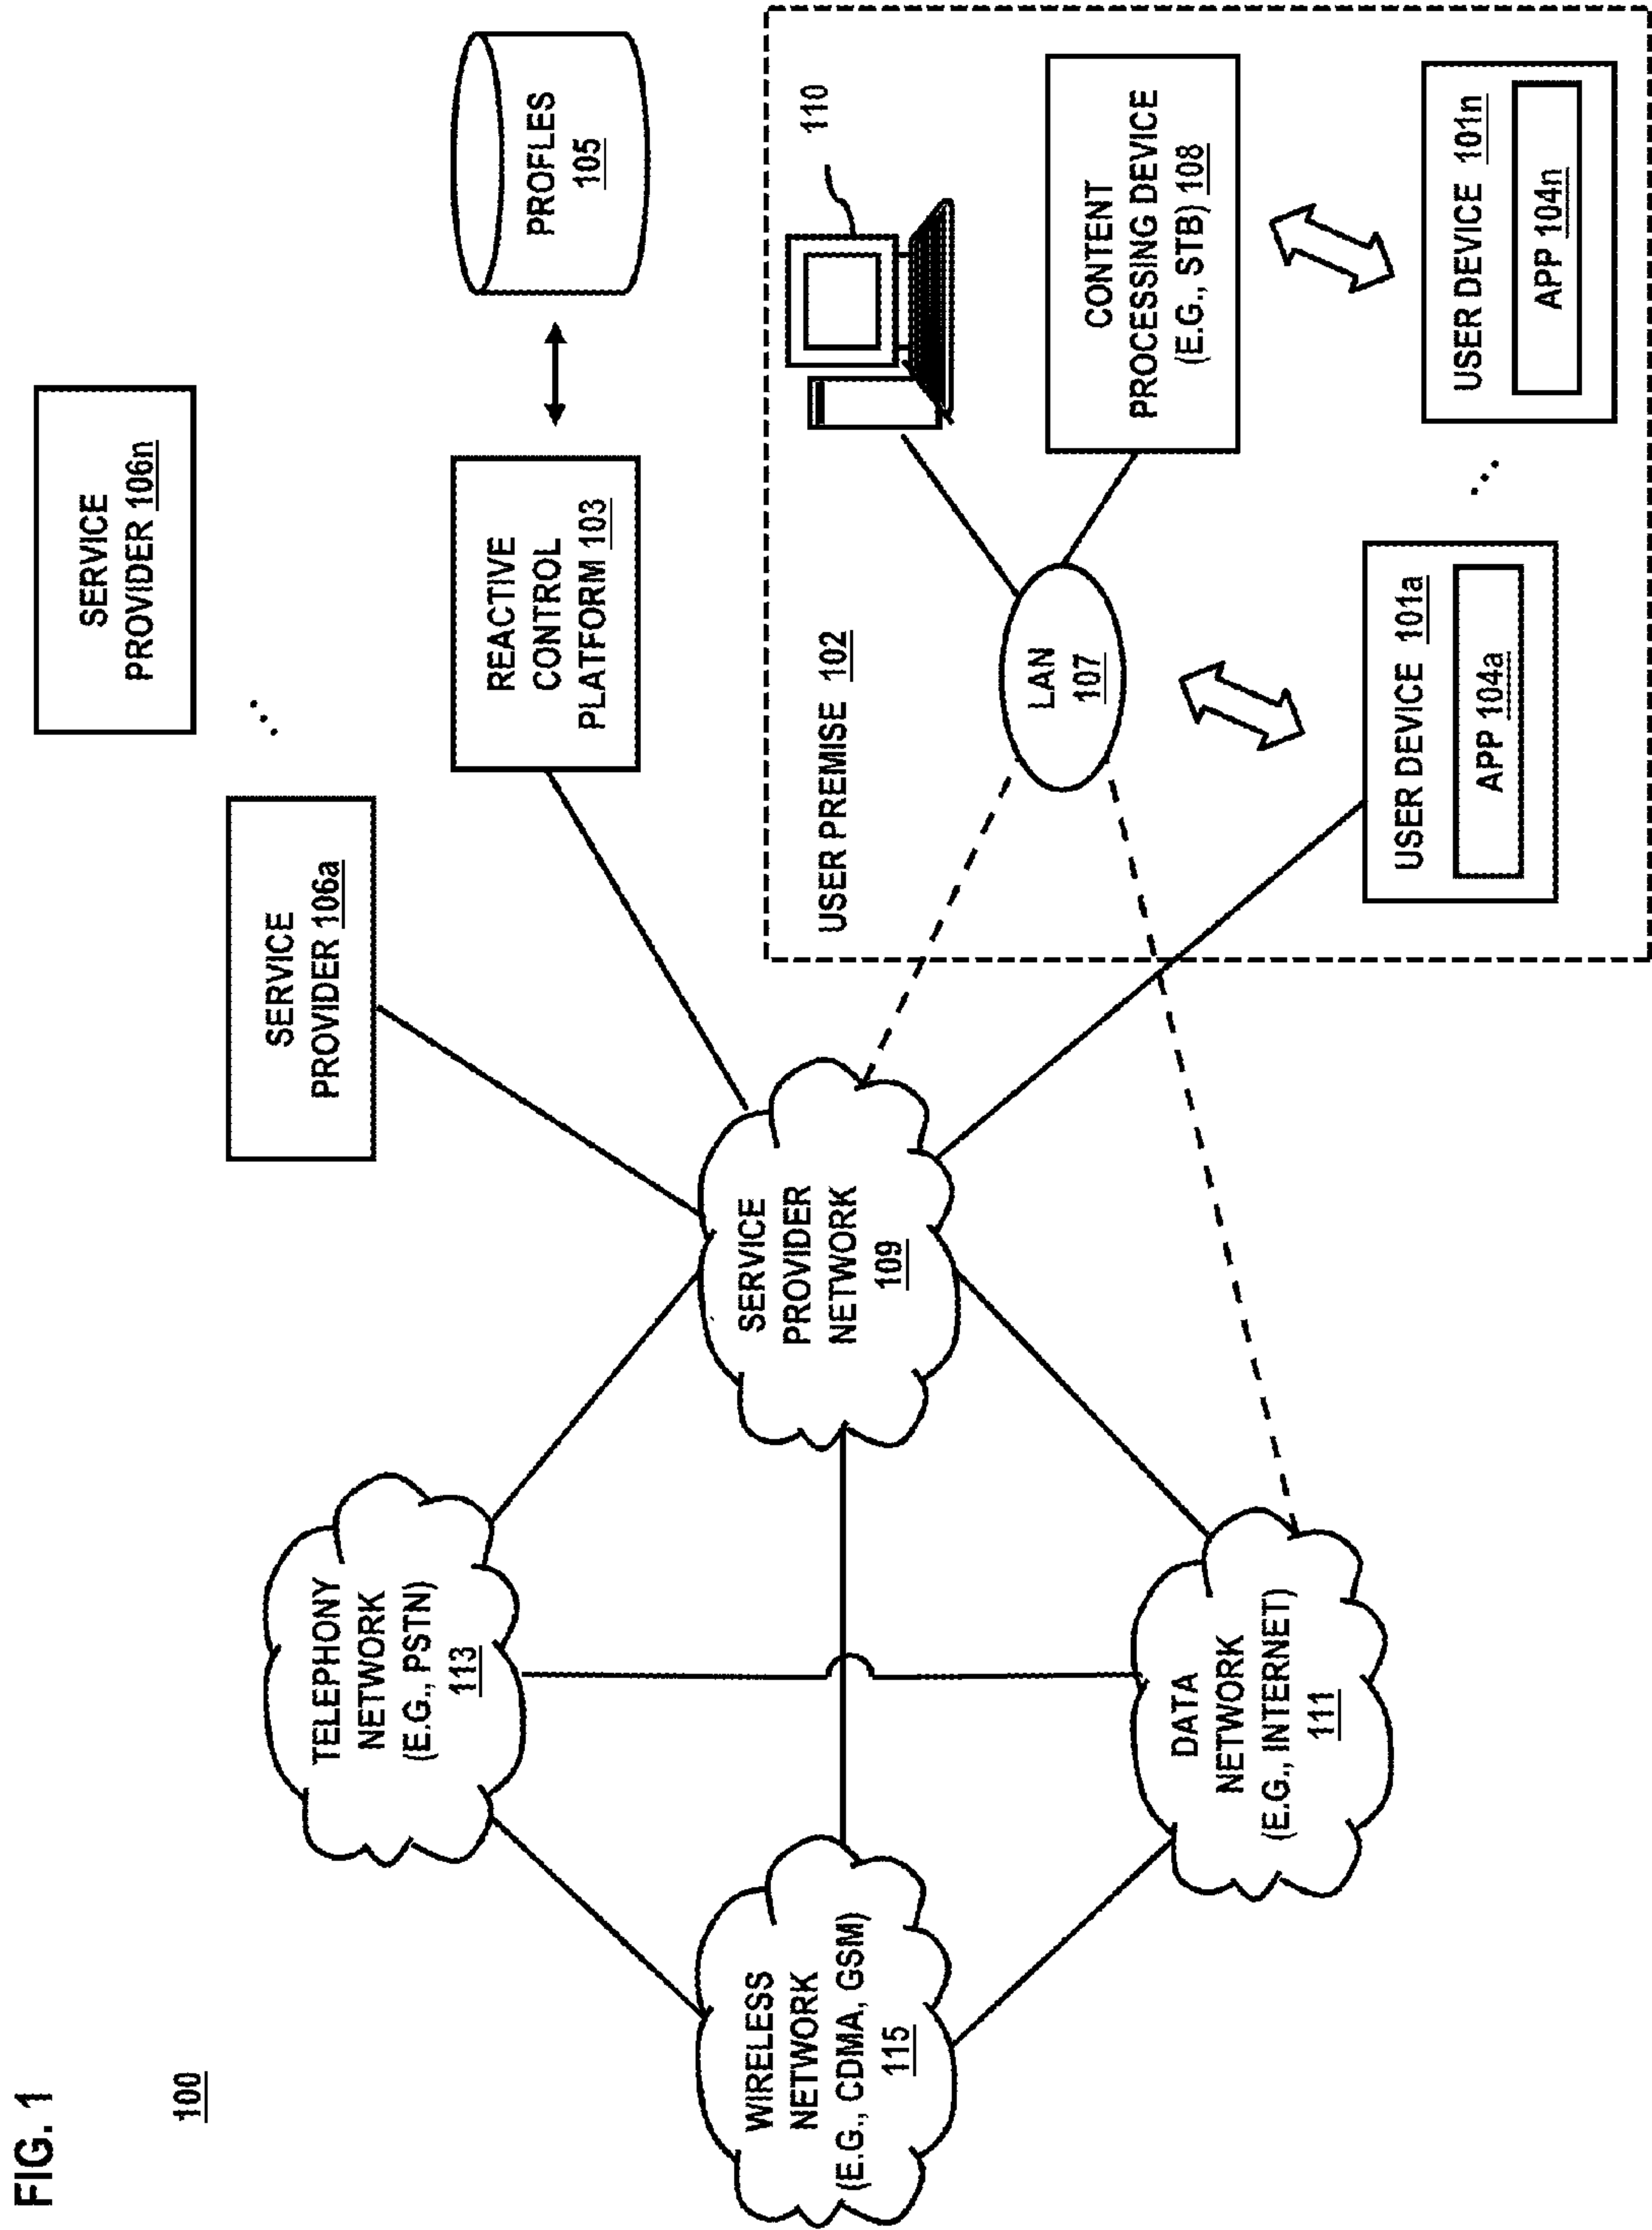 FIG. 1
100
SERVICE
PROVIDER 106a
SERVICE
PROVIDER 106n
...
TELEPHONY
NETWORK
(E.G., PSTN)
113
REACTIVE
CONTROL
PLATFORM 103
PROFLES
105
WIRELESS
NETWORK
(E.G., CDMA, GSM)
115
SERVICE
PROVIDER
NETWORK
109
USER PREMISE 102
110
LAN
107
CONTENT
PROCESSING DEVICE
(E.G., STB) 108
DATA
NETWORK
(E.G., INTERNET)
111
USER DEVICE 101a
APP 104a
...
USER DEVICE 101n
APP 104n